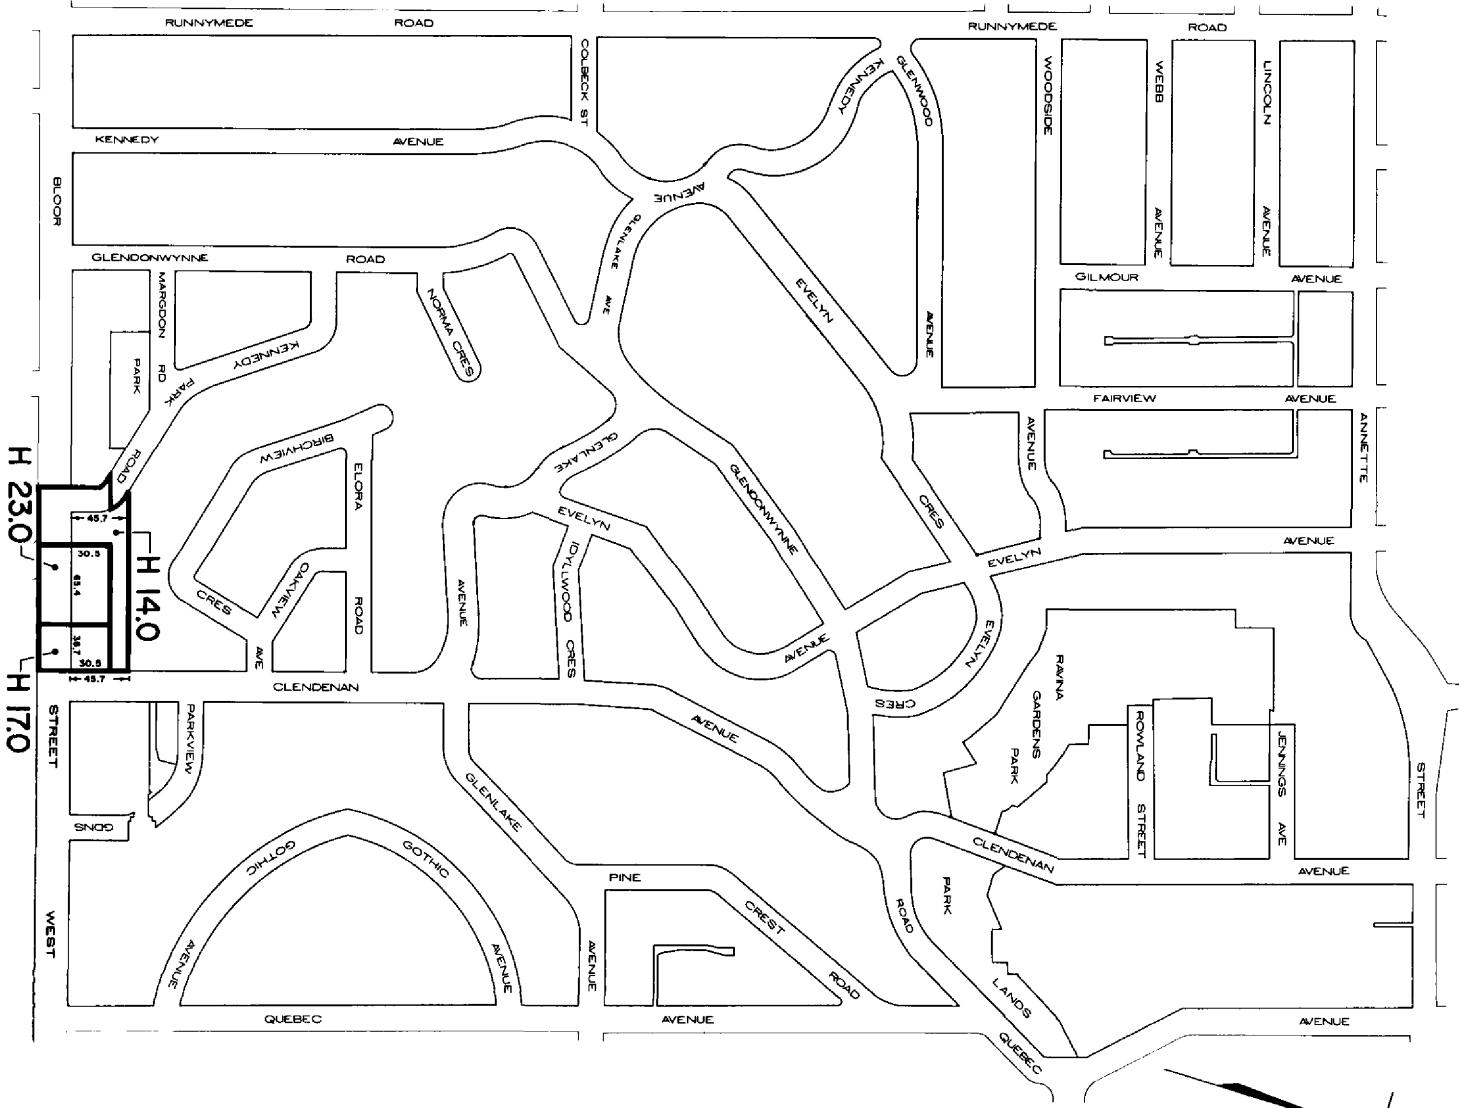 RUNNYMEDE ROAD
RUNNYMEDE ROAD
COLBECK ST
KENNEDY
GLENWOOD
AVENUE
WOODSIDE
AVENUE
WEBB AVENUE
LINCOLN AVENUE
KENNEDY AVENUE
AVENUE
BLOOR
STREET
WEST
GLENDONWYNNE ROAD
GLENLAKE AVE
EVELYN
CRES
GILMOUR AVENUE
MARGDON RD
PARK
KENNEDY
PARK
ROAD
NORMA CRES
FAIRVIEW AVENUE
ANNETTE
STREET
BIRCHVIEW
CRES
ELORA
ROAD
OAKVIEW
AVE
GLENLAKE
AVENUE
GLENDONWYNNE
EVELYN
AVENUE
IDYLLWOOD CRES
EVELYN AVENUE
EVELYN
CRES
H 23.0
H 14.0
H 17.0
45.7
30.5
65.4
36.7
30.5
45.7
CLENDENAN
AVENUE
RAVINA
GARDENS
PARK
ROWLAND STREET
JENNINGS AVE
PARKVIEW
GDNS
GLENLAKE
AVENUE
CLENDENAN
AVENUE
GOTHIC
AVENUE
GOTHIC
AVENUE
PINE
CREST
ROAD
ROAD
PARK
LANDS
QUEBEC AVENUE
QUEBEC
AVENUE